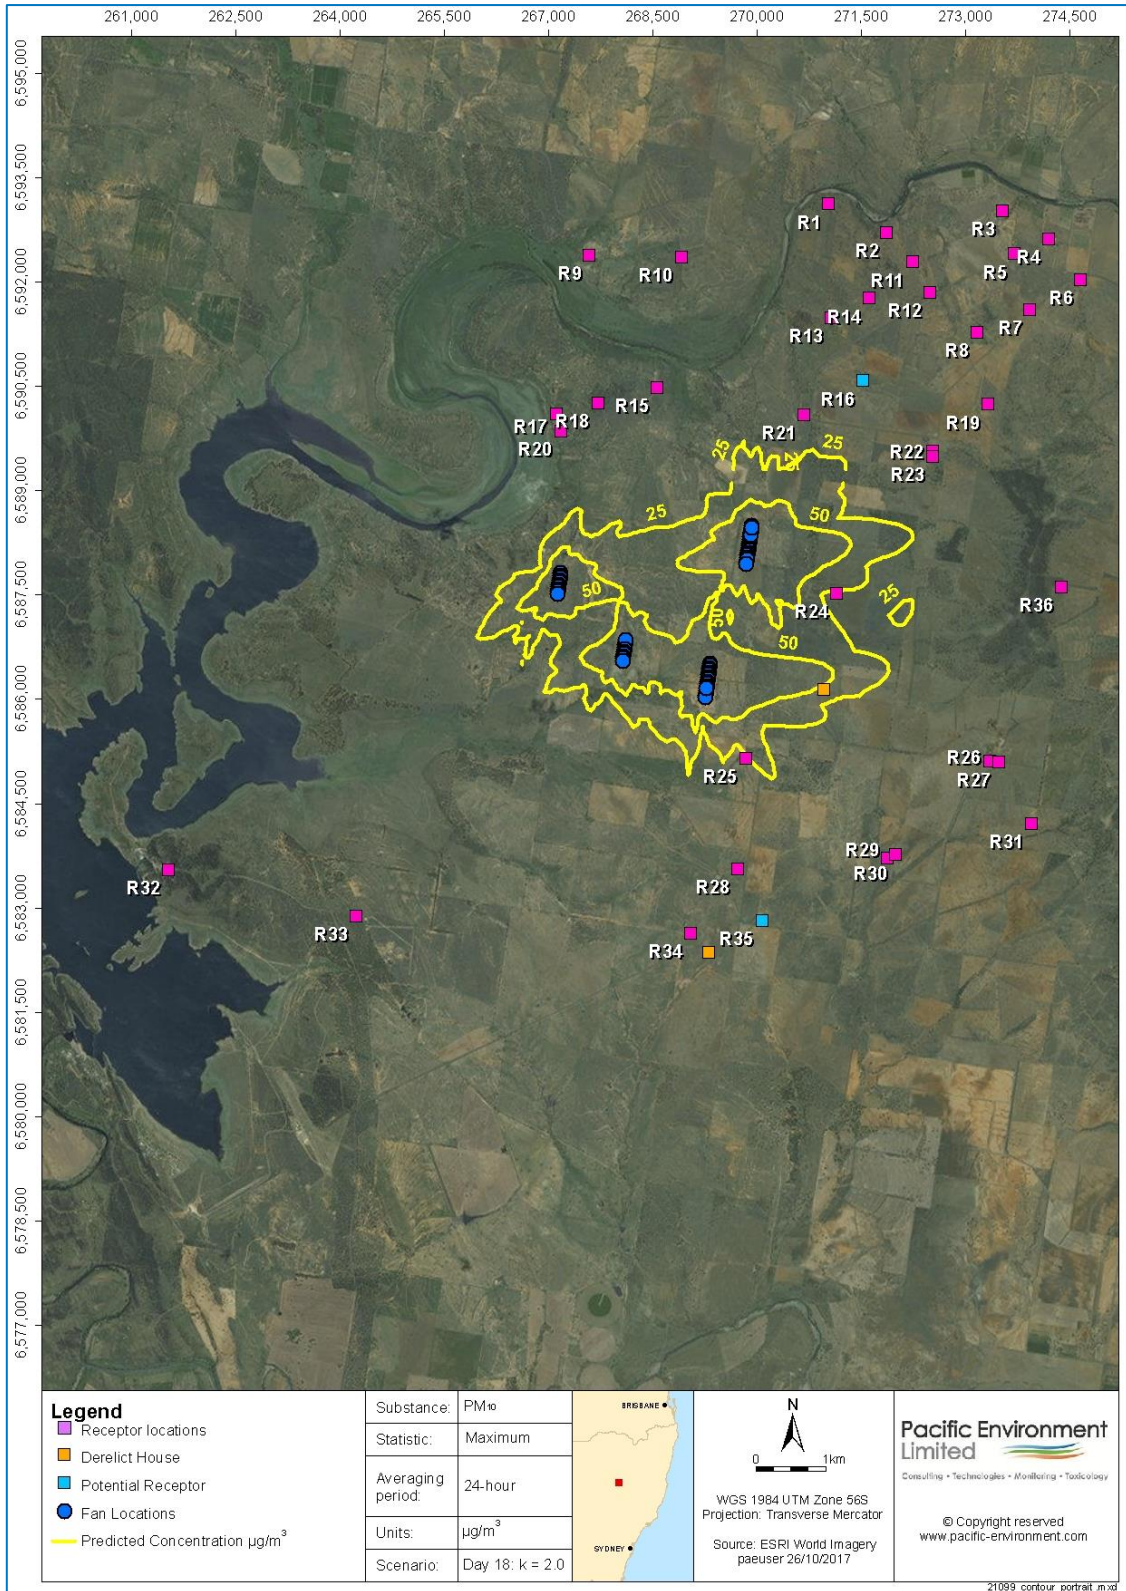 261,000 262,500 264,000 265,500 267,000 268,500 270,000 271,500 273,000 274,500
6,595,000
6,593,500
6,592,000
6,590,500
6,589,000
6,587,500
6,586,000
6,584,500
6,583,000
6,581,500
6,580,000
6,578,500
6,577,000
R1
R3
R2
R4
R9
R10
R5
R11
R6
R12
R14
R13
R7
R8
R16
R15
R18
R17
R19
R21
R20
25
25
25
R22
R23
25
50
50
R24
25
R36
50
50
R25
R26
R27
R31
R29
R30
R32
R28
R33
R35
R34
Legend
Receptor locations
Derelict House
Potential Receptor
Fan Locations
Predicted Concentration µg/m³
Substance: PM₁₀
Statistic: Maximum
Averaging period: 24-hour
Units: µg/m³
Scenario: Day 18: k = 2.0
BRISBANE
SYDNEY
N
0 1km
WGS 1984 UTM Zone 56S
Projection: Transverse Mercator
Source: ESRI World Imagery
paeuser 26/10/2017
Pacific Environment
Limited
Consulting • Technologies • Monitoring • Toxicology
© Copyright reserved
www.pacific-environment.com
21099_contour_portrait.mxd